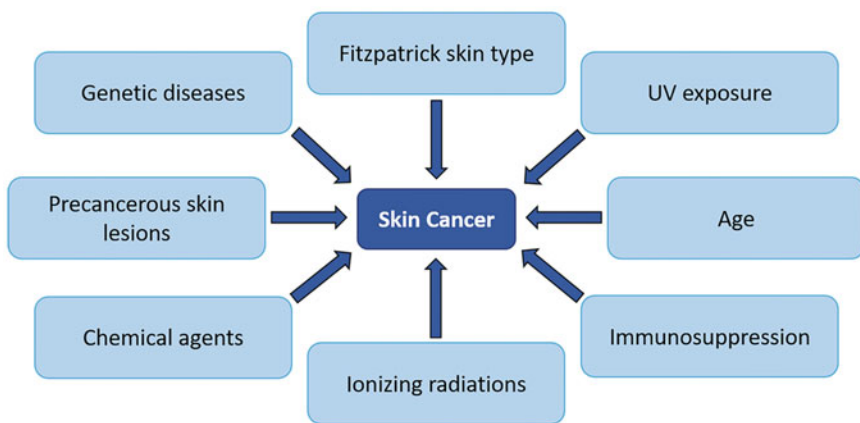 Fitzpatrick skin type
Genetic diseases
UV exposure
Precancerous skin
lesions
Skin Cancer
Age
Chemical agents
Immunosuppression
Ionizing radiations